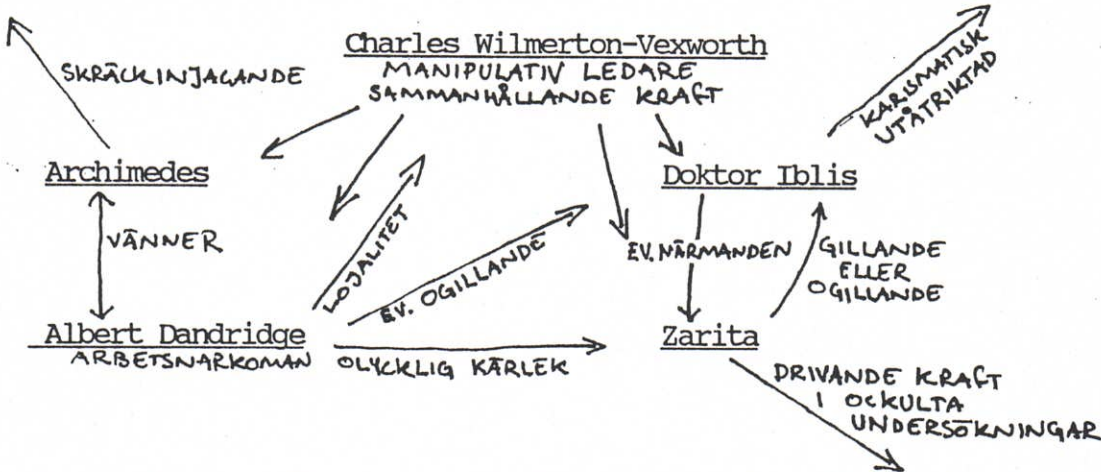 Charles Wilmerton-Vexworth
MANIPULATIV LEDARE
SAMMANHÅLLANDE KRAFT
SKRÄCKINJAGANDE
KARISMATISK
UTÅTRIKTAD
Archimedes
Doktor Iblis
VÄNNER
LOJALITET
EV. OGILLANDE
EV. NÄRMANDEN
GILLANDE
ELLER
OGILLANDE
Albert Dandridge
ARBETSNARKOMAN
OLYCKLIG KÄRLEK
Zarita
DRIVANDE KRAFT
I OCKULTA
UNDERSÖKNINGAR